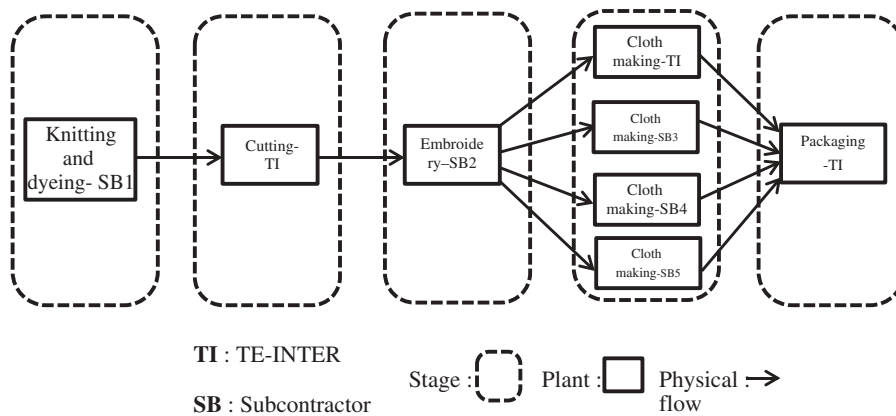 Knitting
and
dyeing- SB1
Cutting-
TI
Embroide
ry–SB2
Cloth
making-TI
Cloth
making-SB3
Cloth
making-SB4
Cloth
making-SB5
Packaging
-TI
TI : TE-INTER
SB : Subcontractor
Stage :
Plant :
Physical :
flow